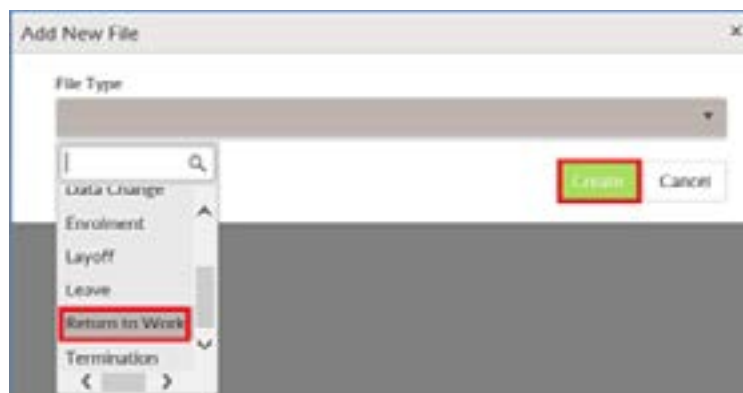 Add New File
File Type
Data Change
Enrolment
Layoff
Leave
Return to Work
Termination
Create
Cancel